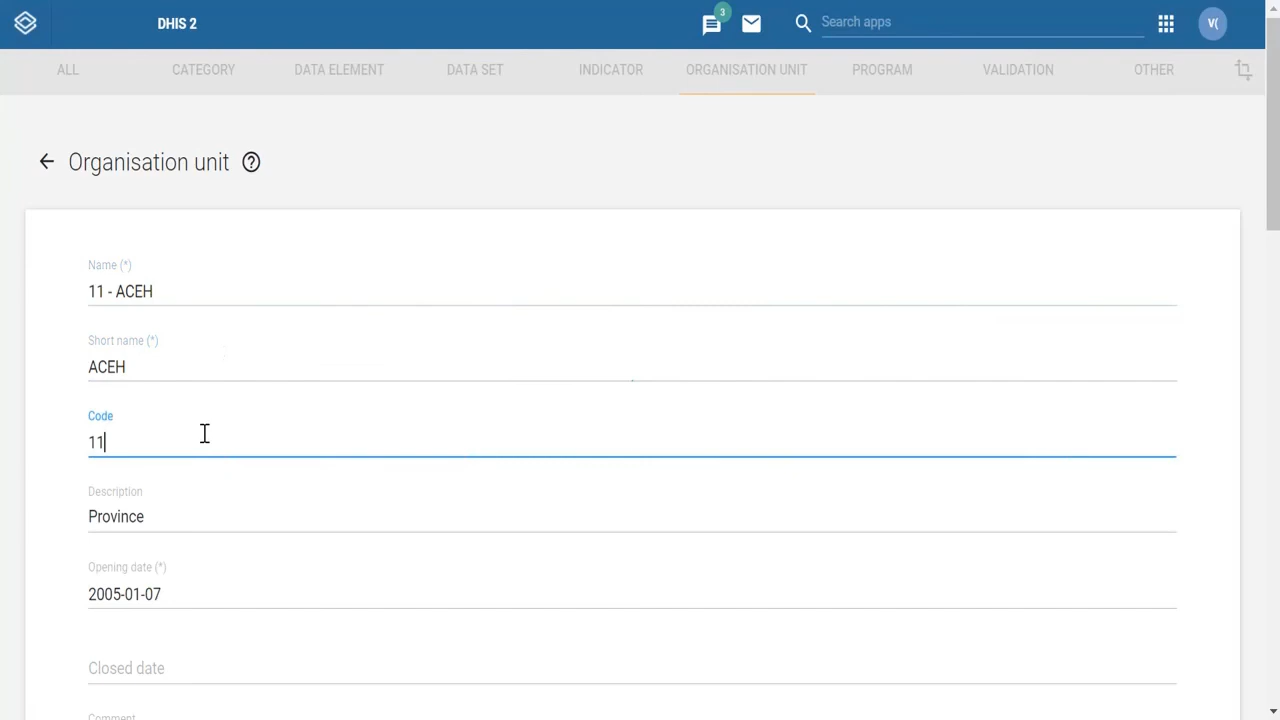 DHIS 2
3
Search apps
V(
ALL CATEGORY DATA ELEMENT DATA SET INDICATOR ORGANISATION UNIT PROGRAM VALIDATION OTHER
Organisation unit ?
Name (*)
11 - ACEH
Short name (*)
ACEH
Code
11
Description
Province
Opening date (*)
2005-01-07
Closed date
Comment